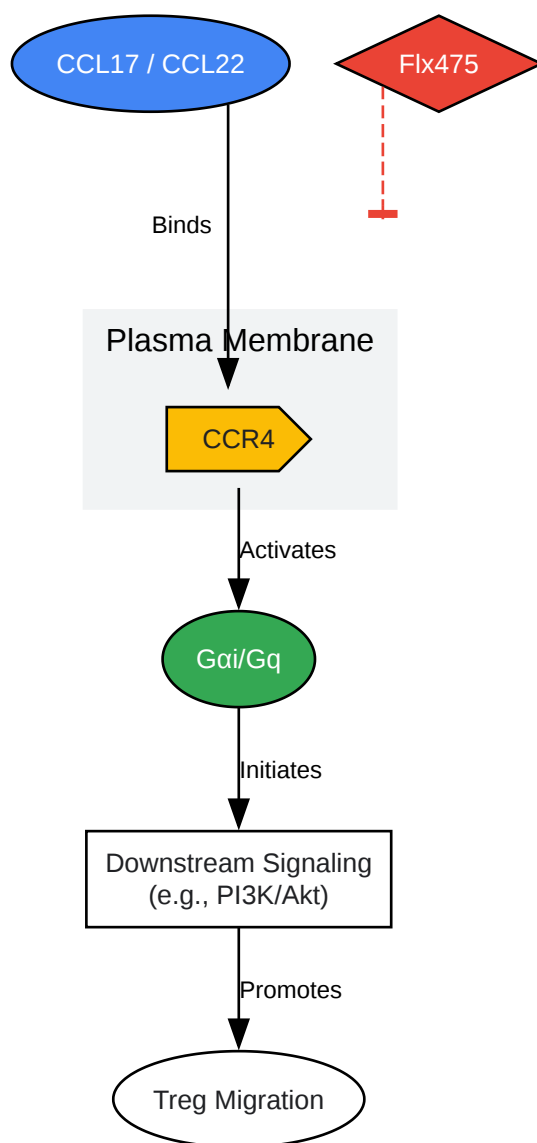 CCL17 / CCL22
Flx475
Binds
Plasma Membrane
CCR4
Activates
Gαi/Gq
Initiates
Downstream Signaling
(e.g., PI3K/Akt)
Promotes
Treg Migration